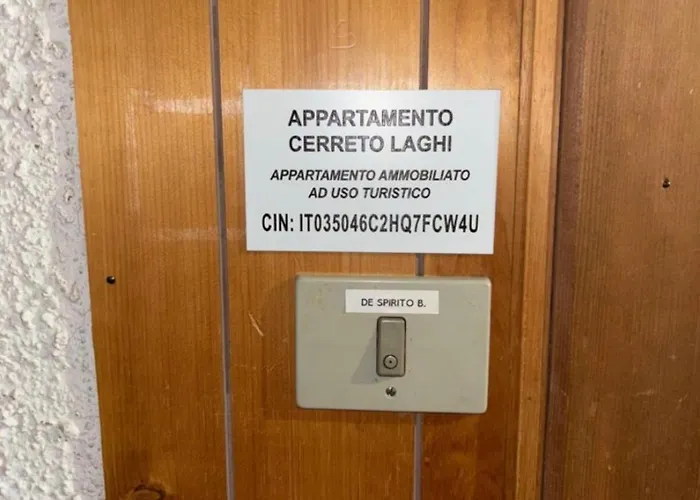 APPARTAMENTO
CERRETO LAGHI
APPARTAMENTO AMMOBILIATO
AD USO TURISTICO
CIN: IT035046C2HQ7FCW4U
DE SPIRITO B.